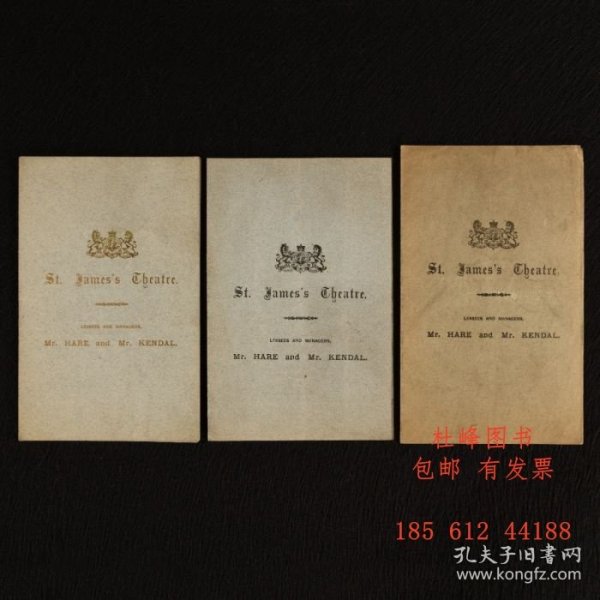 St. James's Theatre.
LESSEES AND MANAGERS,
Mr. HARE and Mr. KENDAL.
St. James's Theatre.
LESSEES AND MANAGERS,
Mr. HARE and Mr. KENDAL.
St. James's Theatre.
LESSEES AND MANAGERS,
Mr. HARE and Mr. KENDAL.
杜峰图书
包邮 有发票
185 612 44188
孔夫子旧书网
www.kongfz.com